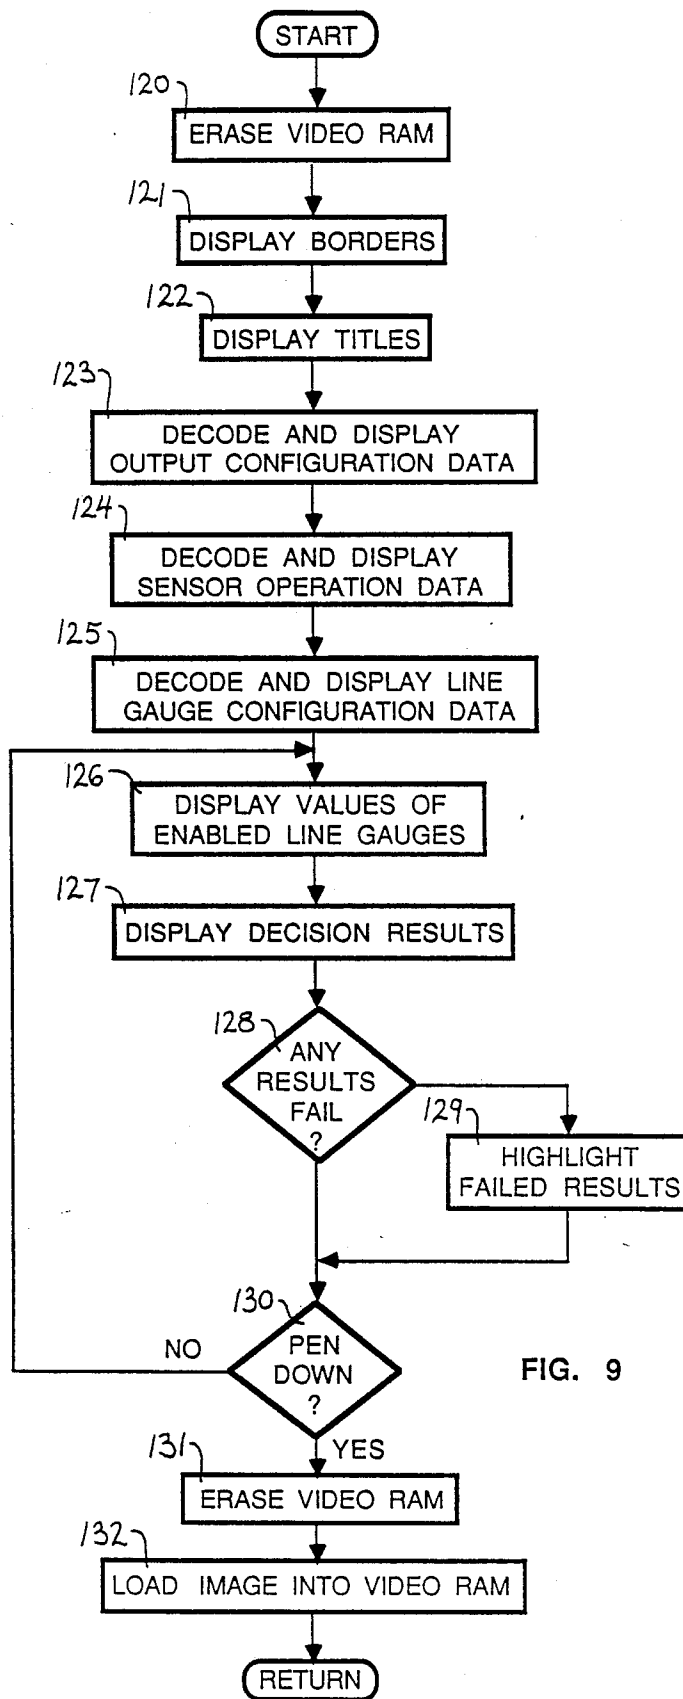 START
120
ERASE VIDEO RAM
121
DISPLAY BORDERS
122
DISPLAY TITLES
123
DECODE AND DISPLAY
OUTPUT CONFIGURATION DATA
124
DECODE AND DISPLAY
SENSOR OPERATION DATA
125
DECODE AND DISPLAY LINE
GAUGE CONFIGURATION DATA
126
DISPLAY VALUES OF
ENABLED LINE GAUGES
127
DISPLAY DECISION RESULTS
128
ANY
RESULTS
FAIL
?
129
HIGHLIGHT
FAILED RESULTS
130
PEN
DOWN
?
NO
YES
FIG. 9
131
ERASE VIDEO RAM
132
LOAD IMAGE INTO VIDEO RAM
RETURN